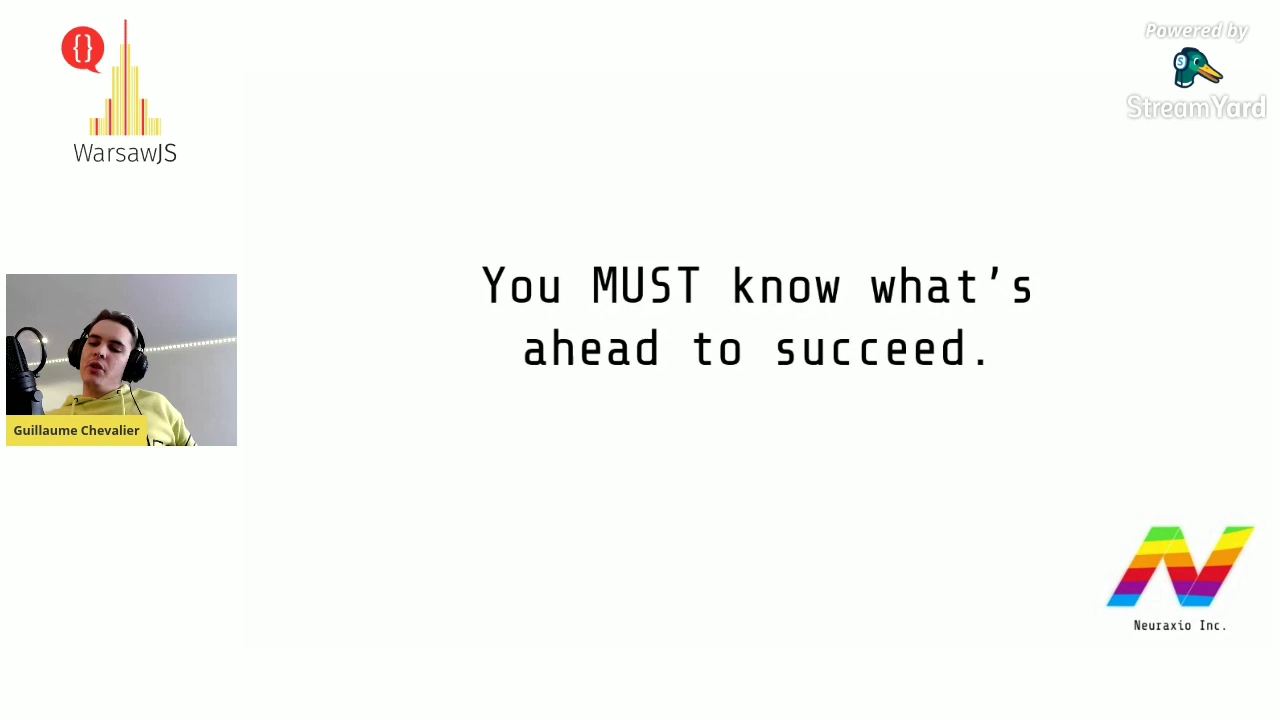 {}
WarsawJS
Powered by
S
StreamYard
You MUST know what's
ahead to succeed.
Guillaume Chevalier
Neuraxio Inc.